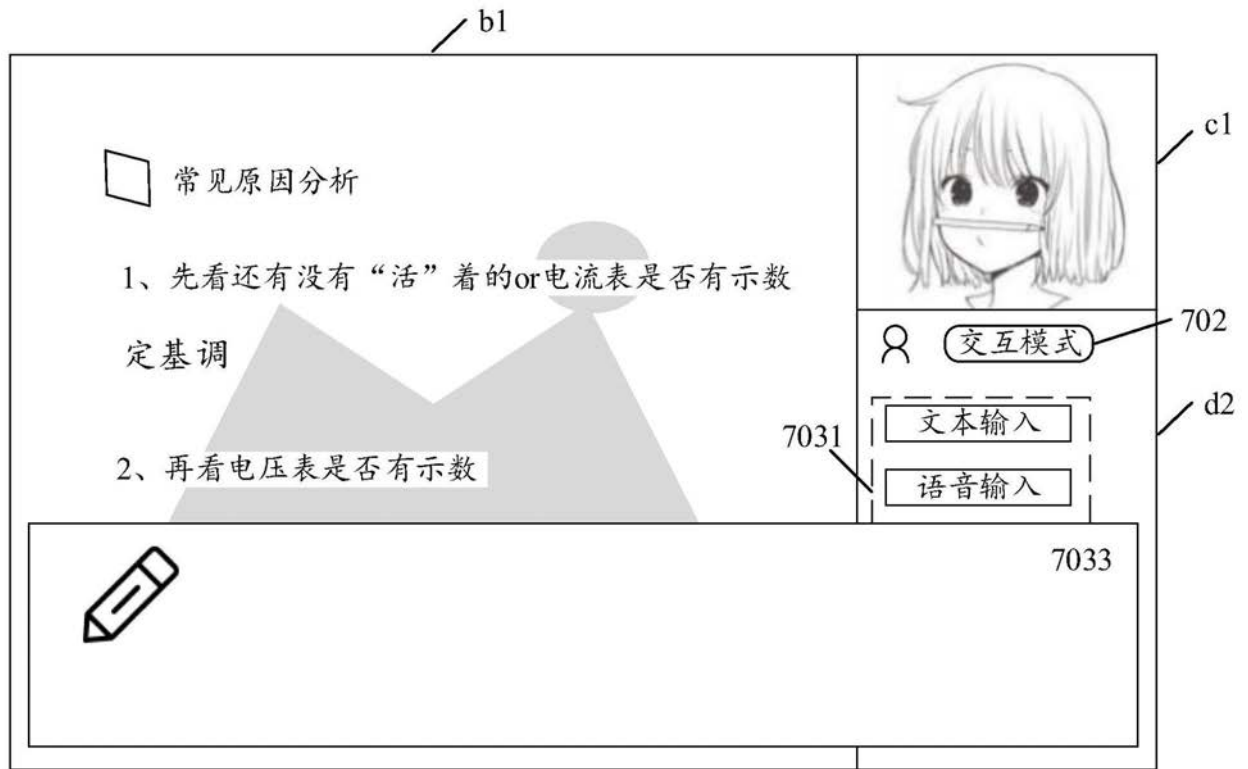 b1
c1
常见原因分析
1、先看还有没有“活”着的or电流表是否有示数
定基调
2、再看电压表是否有示数
702
交互模式
d2
7031
文本输入
语音输入
7033